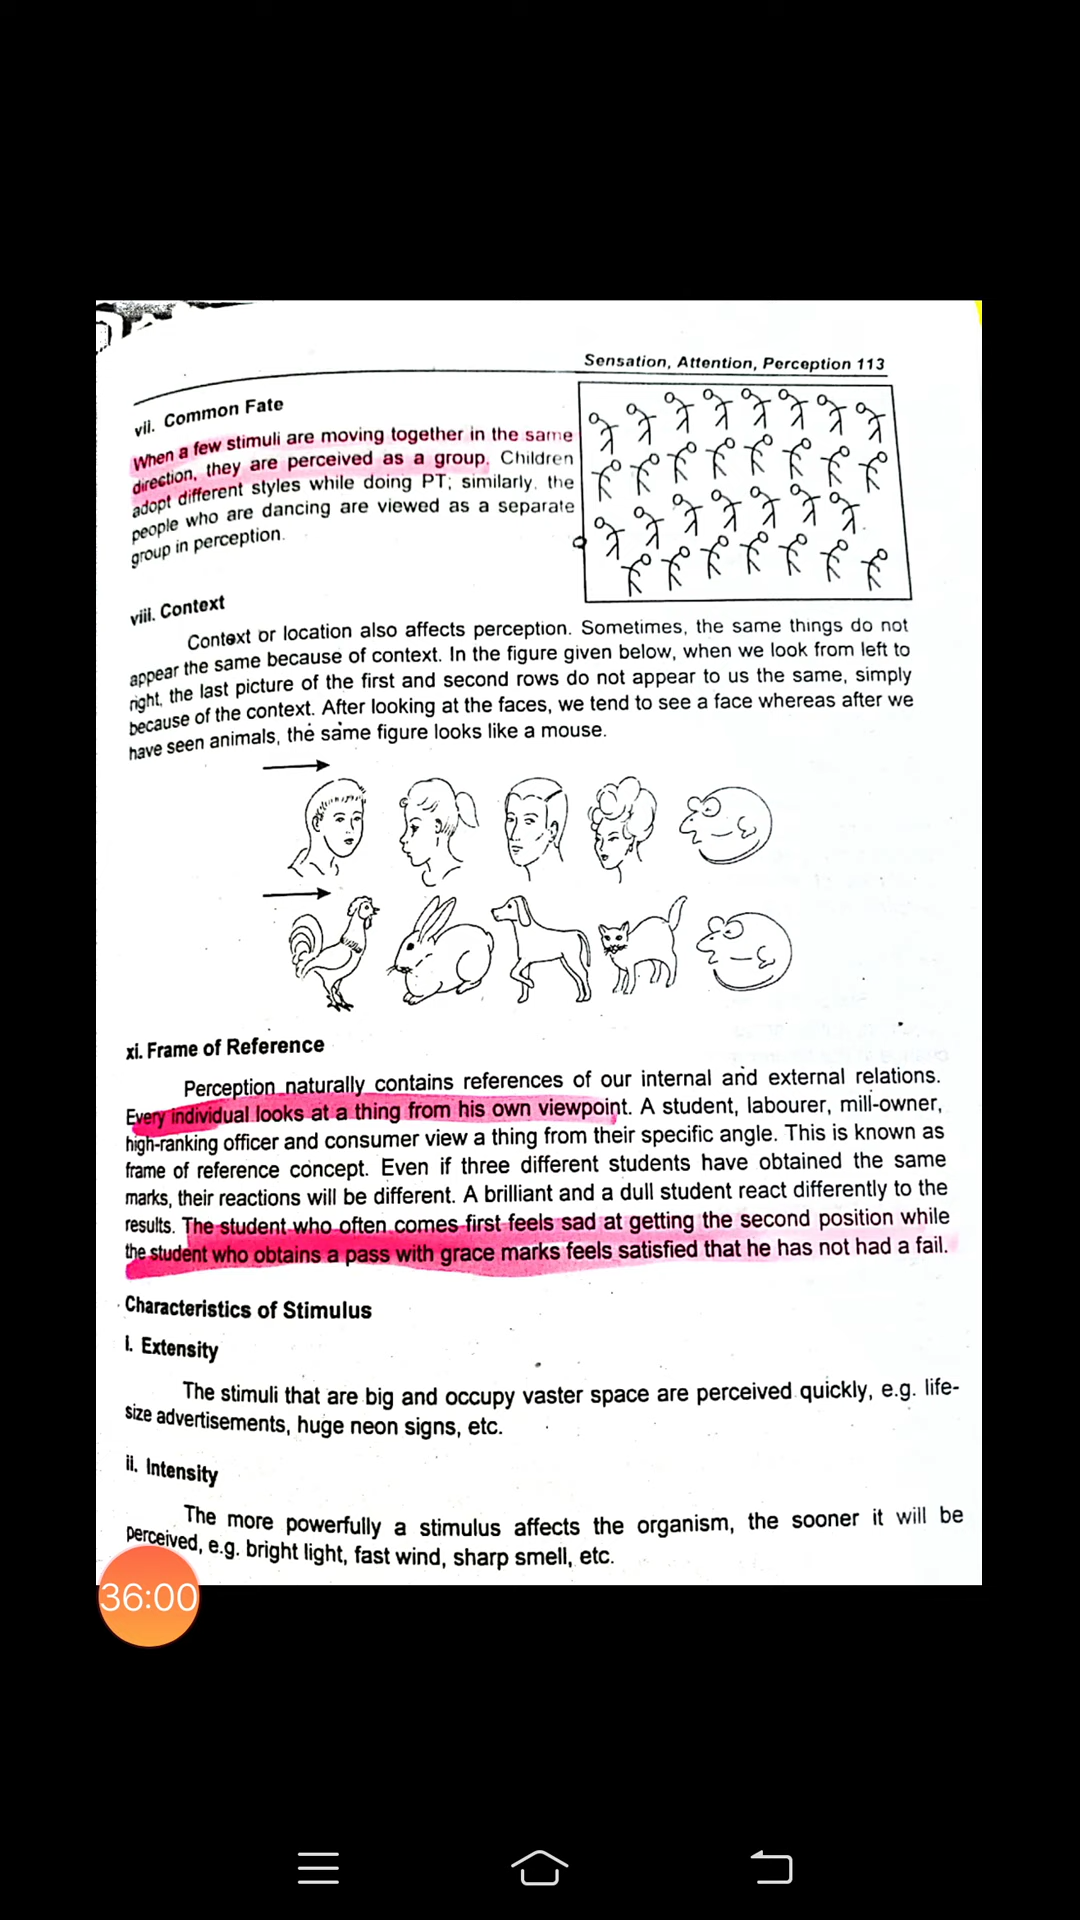 Sensation, Attention, Perception 113
vii. Common Fate
When a few stimuli are moving together in the same
direction, they are perceived as a group. Children
adopt different styles while doing PT; similarly, the
people who are dancing are viewed as a separate
group in perception.
viii. Context
Context or location also affects perception. Sometimes, the same things do not
appear the same because of context. In the figure given below, when we look from left to
right, the last picture of the first and second rows do not appear to us the same, simply
because of the context. After looking at the faces, we tend to see a face whereas after we
have seen animals, the same figure looks like a mouse.
xi. Frame of Reference
Perception naturally contains references of our internal and external relations.
Every individual looks at a thing from his own viewpoint. A student, labourer, mill-owner,
high-ranking officer and consumer view a thing from their specific angle. This is known as
frame of reference concept. Even if three different students have obtained the same
marks, their reactions will be different. A brilliant and a dull student react differently to the
results. The student who often comes first feels sad at getting the second position while
the student who obtains a pass with grace marks feels satisfied that he has not had a fail.
Characteristics of Stimulus
i. Extensity
The stimuli that are big and occupy vaster space are perceived quickly, e.g. life-
size advertisements, huge neon signs, etc.
ii. Intensity
The more powerfully a stimulus affects the organism, the sooner it will be
perceived, e.g. bright light, fast wind, sharp smell, etc.
36:00